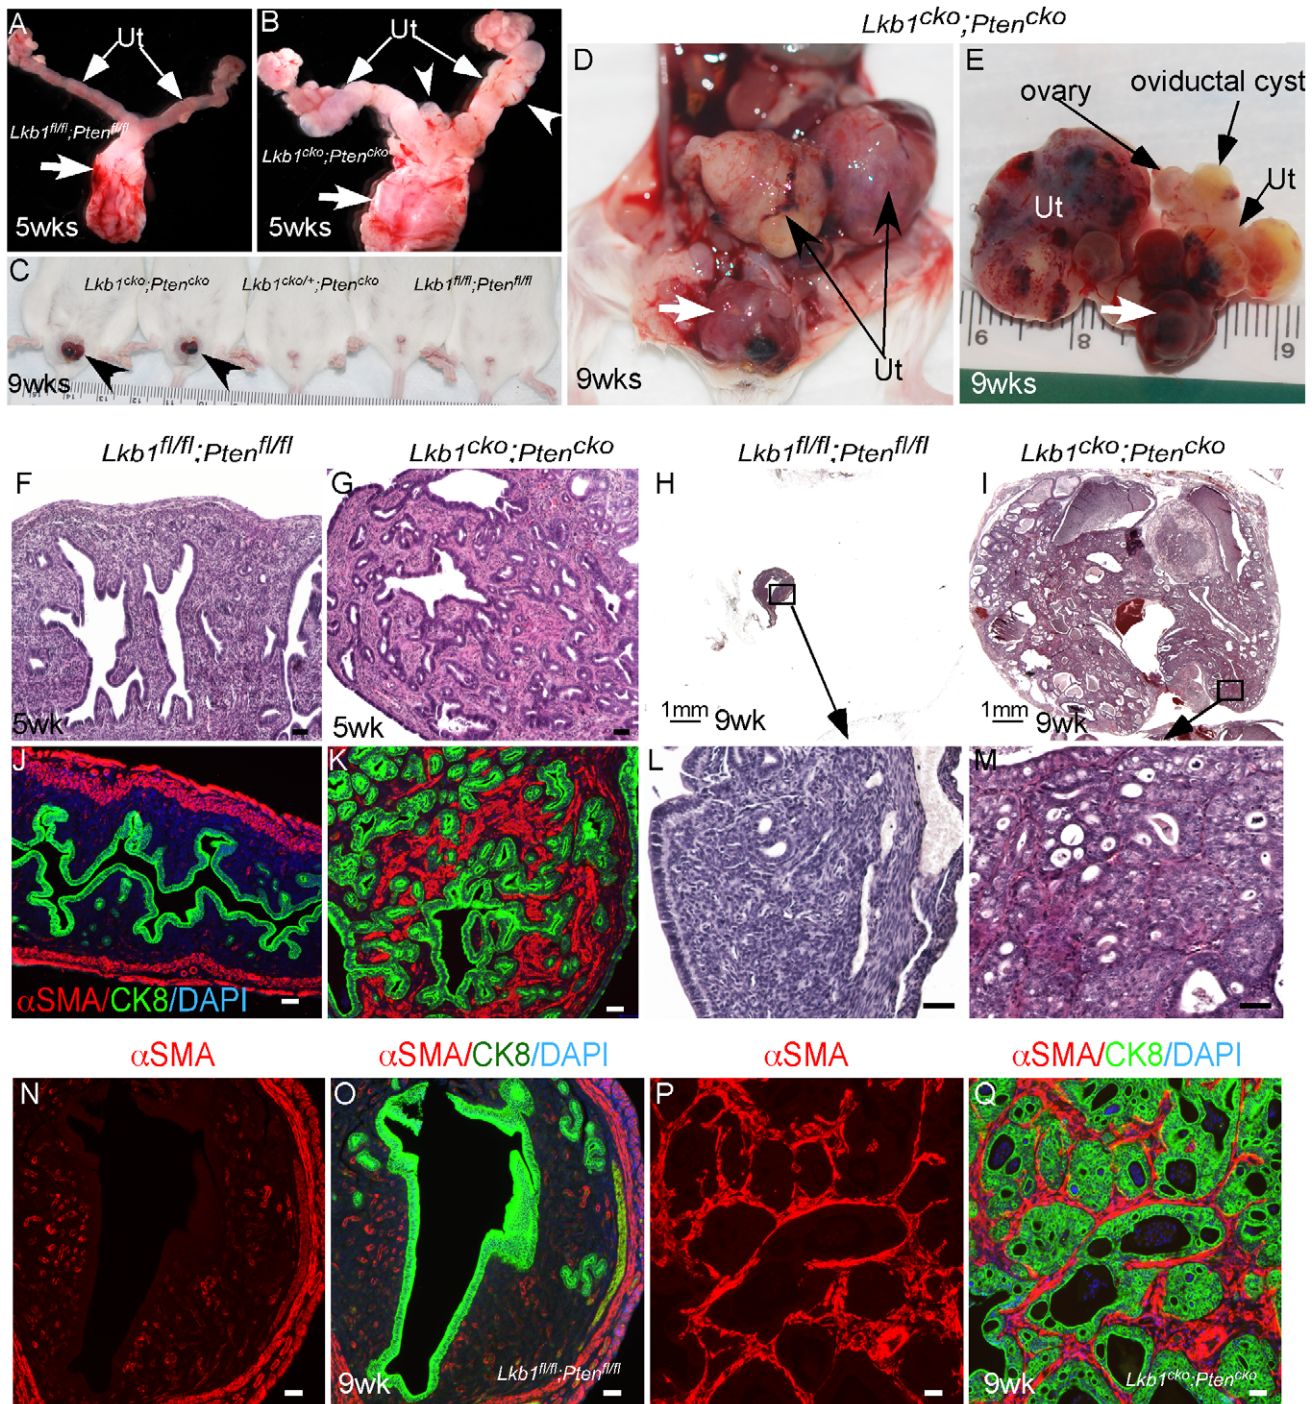 Lkb1cko;Ptencko
A
Ut
Lkb1fl/fl;Ptenfl/fl
5wks
B
Ut
Lkb1cko;Ptencko
5wks
C
Lkb1cko;Ptencko
Lkb1cko/+;Ptencko
Lkb1fl/fl;Ptenfl/fl
9wks
D
Ut
9wks
E
ovary
oviductal cyst
Ut
Ut
9wks
Lkb1fl/fl;Ptenfl/fl
Lkb1cko;Ptencko
Lkb1fl/fl;Ptenfl/fl
Lkb1cko;Ptencko
F
5wk
G
5wk
H
1mm
9wk
I
1mm
9wk
J
αSMA/CK8/DAPI
K
L
M
αSMA
αSMA/CK8/DAPI
αSMA
αSMA/CK8/DAPI
N
O
9wk
Lkb1fl/fl;Ptenfl/fl
P
Q
9wk
Lkb1cko;Ptencko